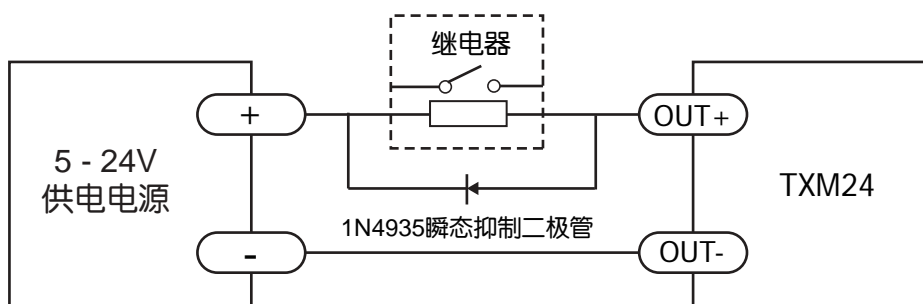 继电器
+
OUT+
5 - 24V
供电电源
TXM24
1N4935瞬态抑制二极管
-
OUT-